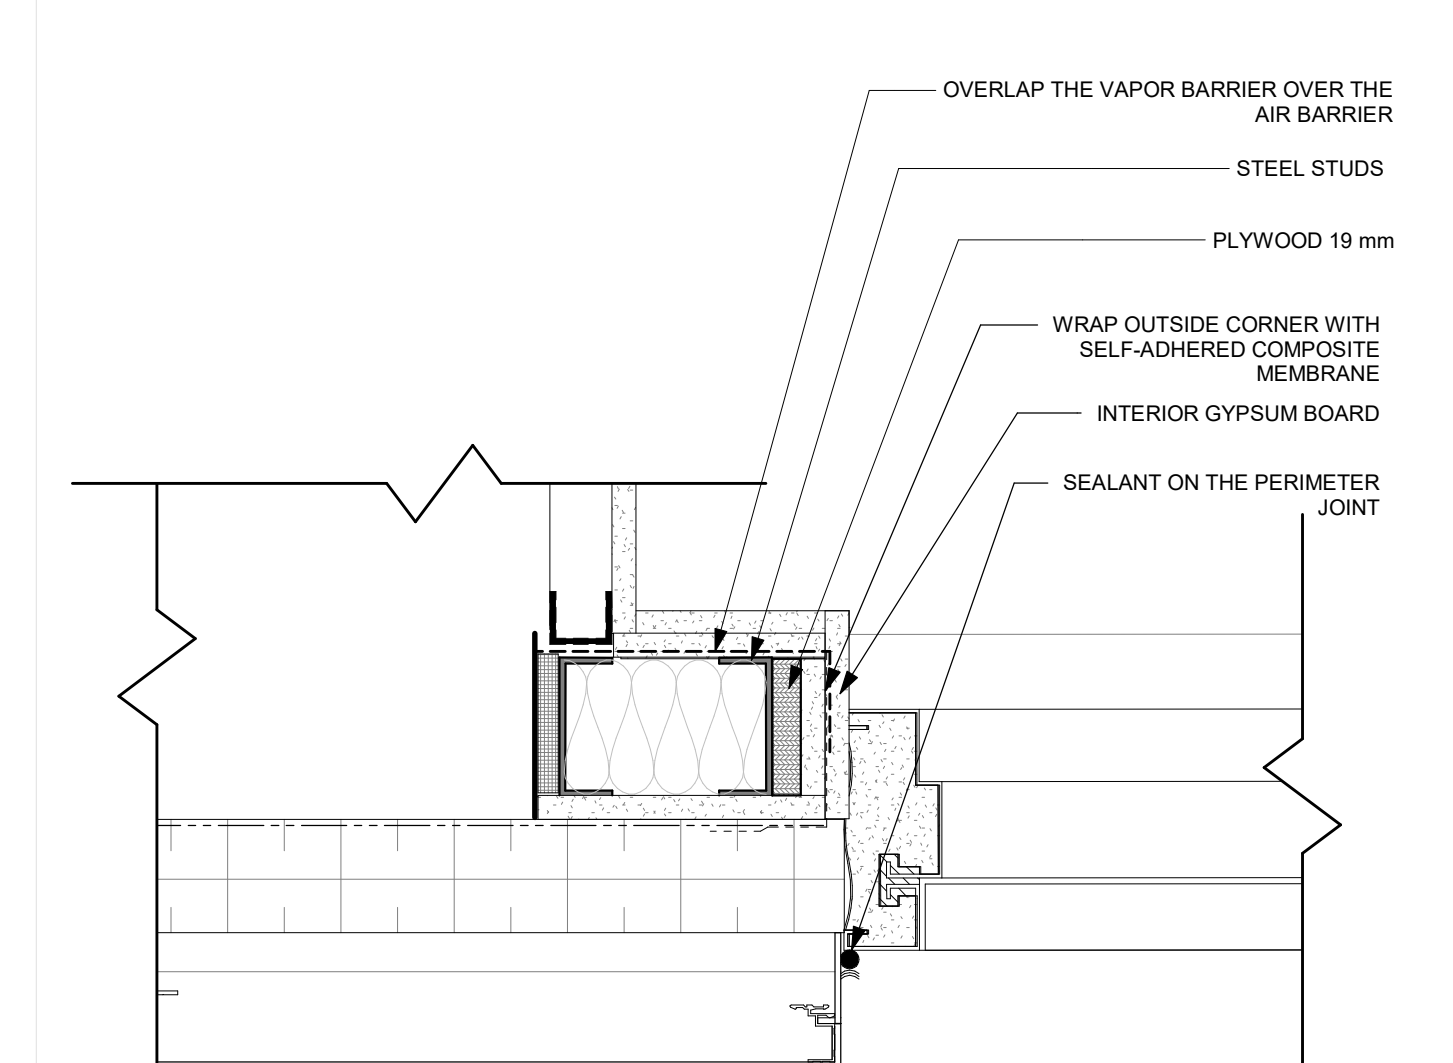 OVERLAP THE VAPOR BARRIER OVER THE
AIR BARRIER
STEEL STUDS
PLYWOOD 19 mm
WRAP OUTSIDE CORNER WITH
SELF-ADHERED COMPOSITE
MEMBRANE
INTERIOR GYPSUM BOARD
SEALANT ON THE PERIMETER
JOINT